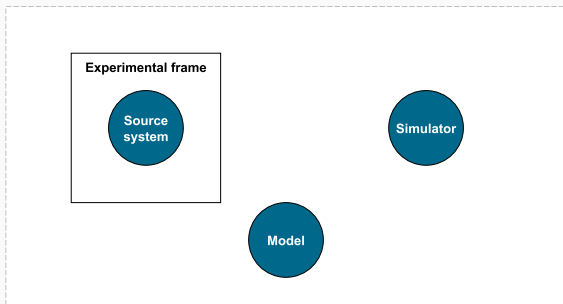 Experimental frame
Source
system
Simulator
Model